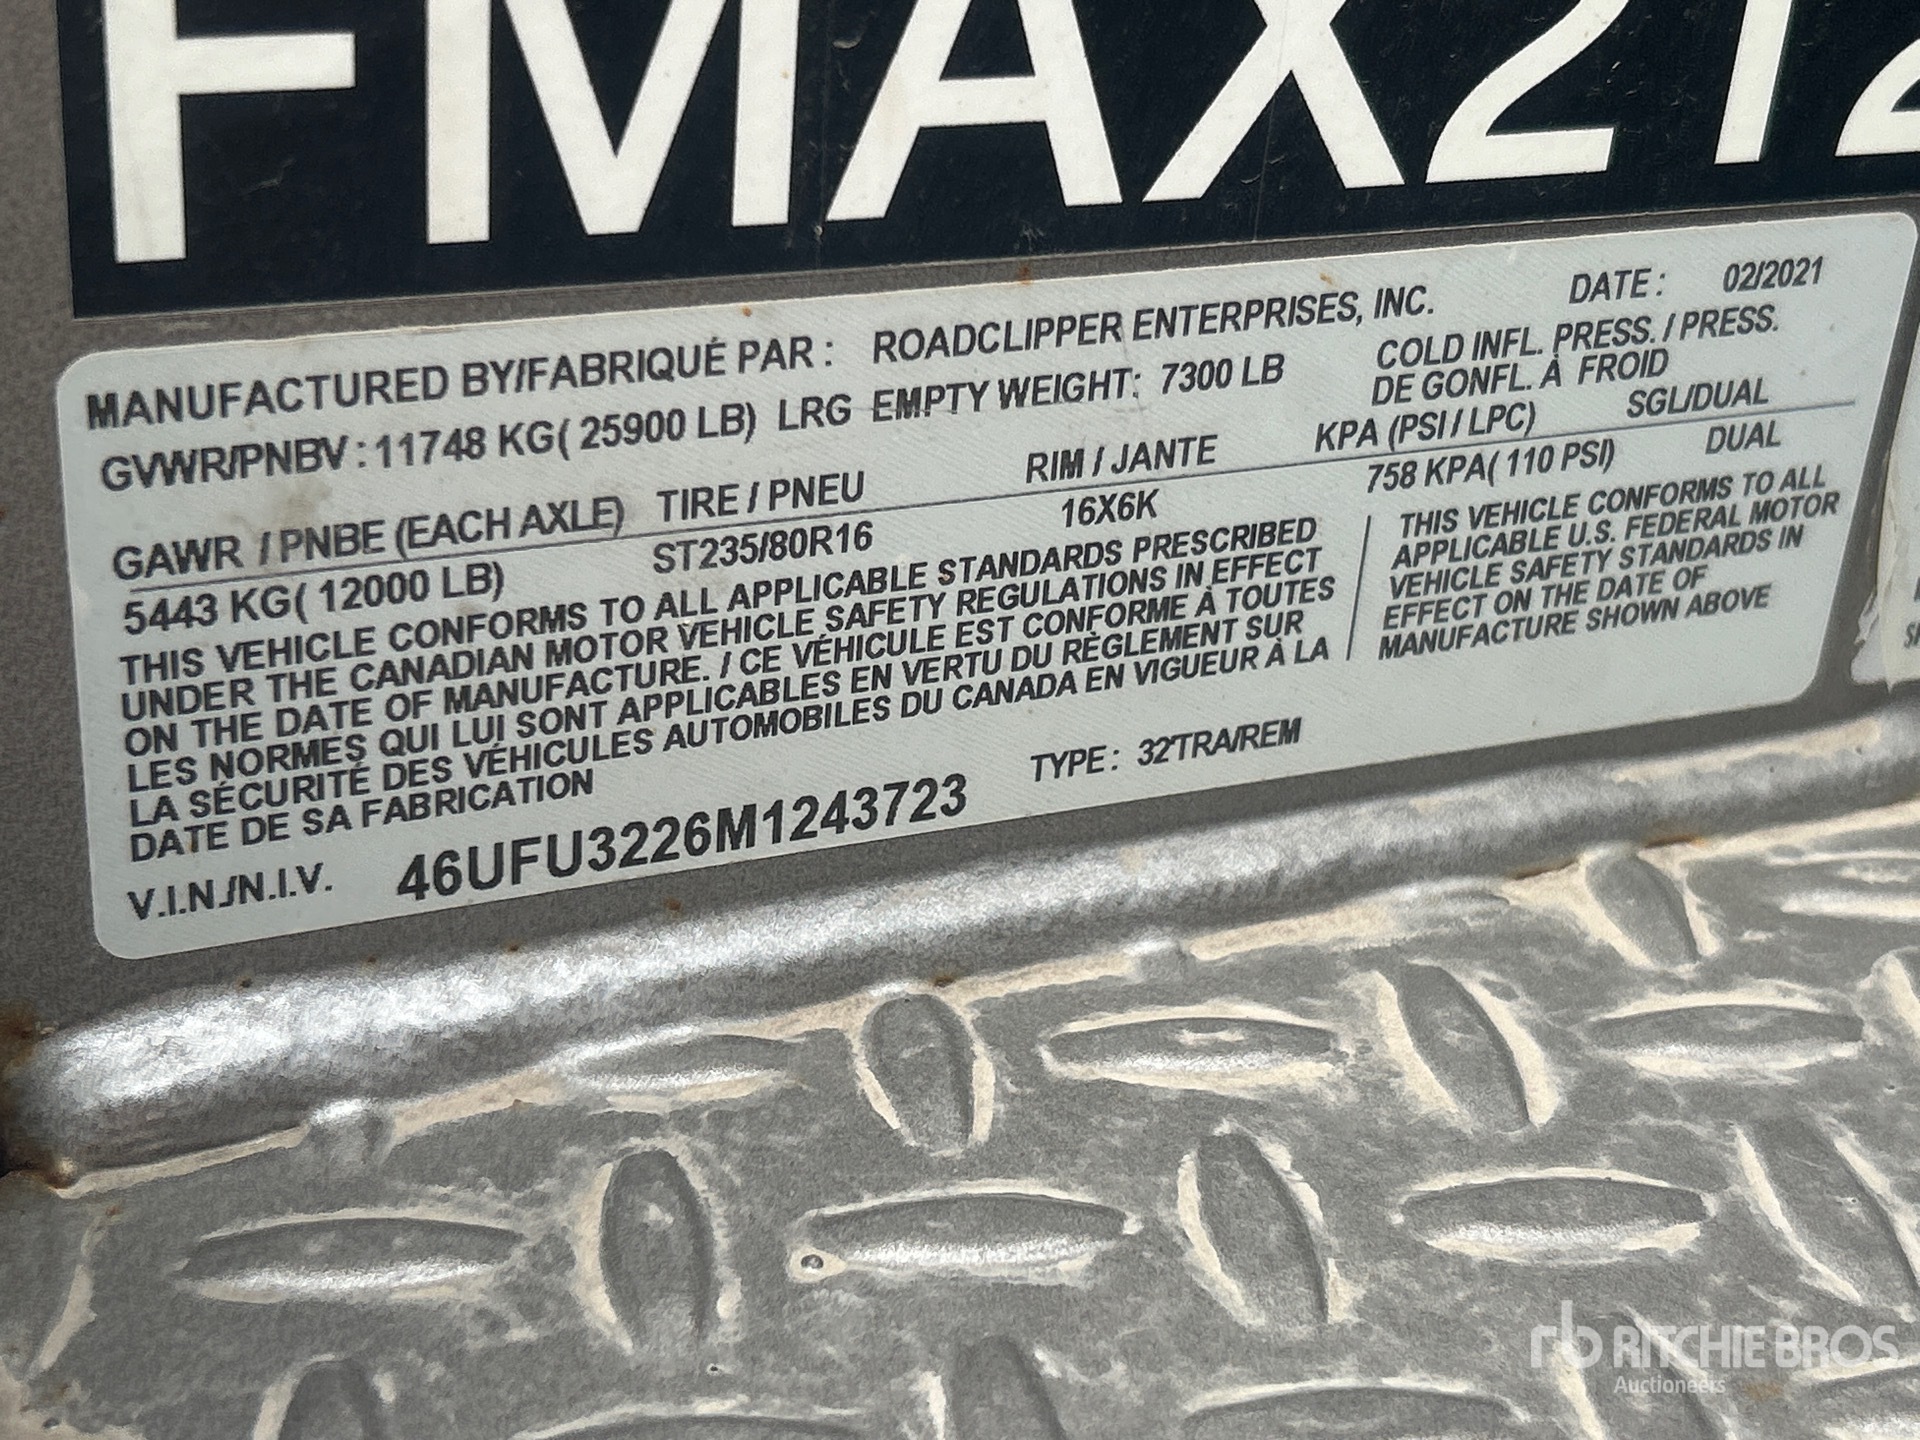 FMAX212
MANUFACTURED BY/FABRIQUÉ PAR : ROADCLIPPER ENTERPRISES, INC. DATE : 02/2021
GVWR/PNBV : 11748 KG( 25900 LB) LRG EMPTY WEIGHT: 7300 LB
COLD INFL. PRESS. / PRESS.
DE GONFL. À FROID
GAWR / PNBE (EACH AXLE) TIRE / PNEU RIM / JANTE KPA (PSI / LPC) SGL/DUAL
5443 KG( 12000 LB) ST235/80R16 16X6K 758 KPA( 110 PSI) DUAL
THIS VEHICLE CONFORMS TO ALL APPLICABLE STANDARDS PRESCRIBED
UNDER THE CANADIAN MOTOR VEHICLE SAFETY REGULATIONS IN EFFECT
ON THE DATE OF MANUFACTURE. / CE VÉHICULE EST CONFORME À TOUTES
LES NORMES QUI LUI SONT APPLICABLES EN VERTU DU RÈGLEMENT SUR
LA SÉCURITÉ DES VÉHICULES AUTOMOBILES DU CANADA EN VIGUEUR À LA
DATE DE SA FABRICATION
THIS VEHICLE CONFORMS TO ALL
APPLICABLE U.S. FEDERAL MOTOR
VEHICLE SAFETY STANDARDS IN
EFFECT ON THE DATE OF
MANUFACTURE SHOWN ABOVE
V.I.N./N.I.V. 46UFU3226M1243723 TYPE : 32'TRA/REM
rb RITCHIE BROS
Auctioneers